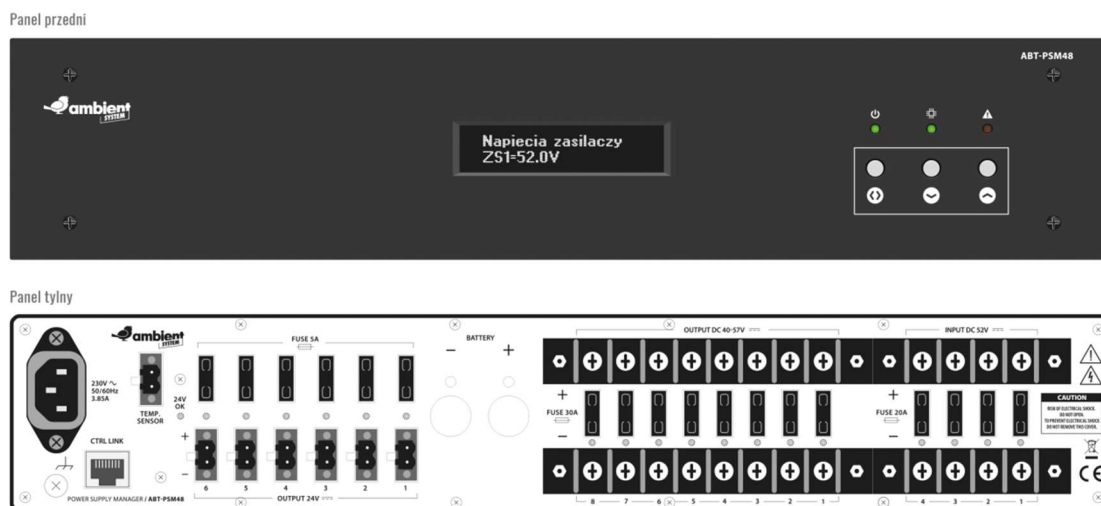 Panel przedni
ABT-PSM48
ambient
SYSTEM
Napiecia zasilaczy
ZS1=52.0V
Panel tylny
ambient
SYSTEM
230V
50/60Hz
3.85A
TEMP.
SENSOR
24V
OK
CTRL LINK
POWER SUPPLY MANAGER / ABT-PSM48
FUSE 5A
+
−
6 5 4 3 2 1
OUTPUT 24V
BATTERY
− +
OUTPUT DC 40-57V
+
FUSE 30A
−
8 7 6 5 4 3 2 1
INPUT DC 52V
+
FUSE 20A
−
4 3 2 1
CAUTION
RISK OF ELECTRICAL SHOCK.
DO NOT OPEN.
TO PREVENT ELECTRICAL SHOCK
DO NOT REMOVE THIS COVER.
CE